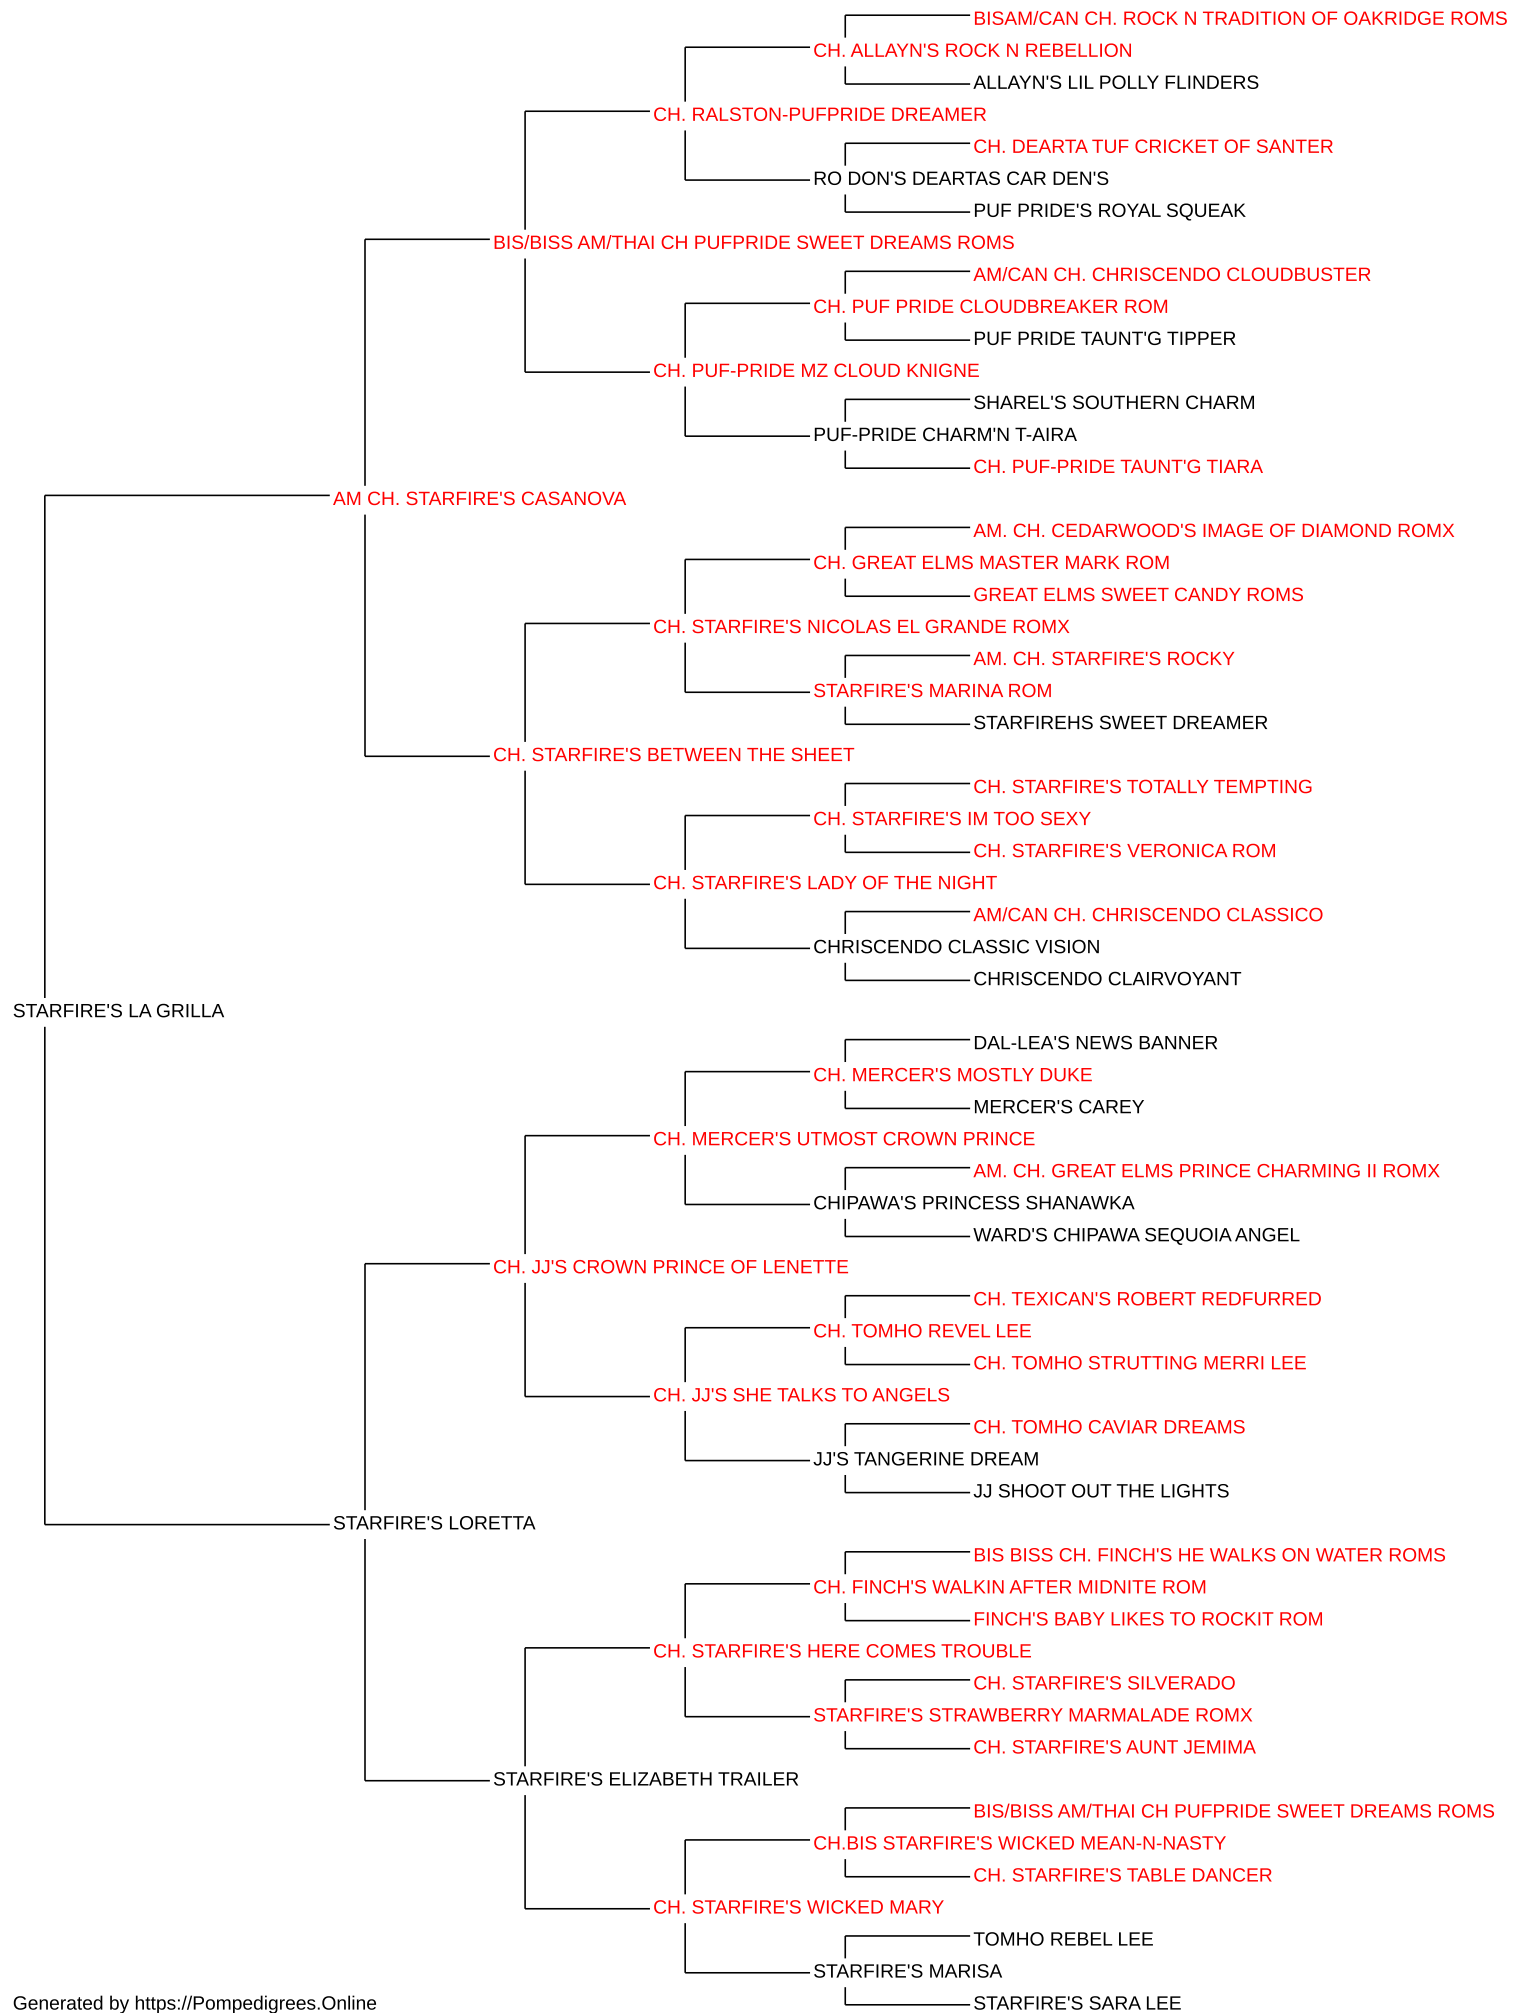 BISAM/CAN CH. ROCK N TRADITION OF OAKRIDGE ROMS
CH. ALLAYN'S ROCK N REBELLION
ALLAYN'S LIL POLLY FLINDERS
CH. RALSTON-PUFPRIDE DREAMER
CH. DEARTA TUF CRICKET OF SANTER
RO DON'S DEARTAS CAR DEN'S
PUF PRIDE'S ROYAL SQUEAK
BIS/BISS AM/THAI CH PUFPRIDE SWEET DREAMS ROMS
AM/CAN CH. CHRISCENDO CLOUDBUSTER
CH. PUF PRIDE CLOUDBREAKER ROM
PUF PRIDE TAUNT'G TIPPER
CH. PUF-PRIDE MZ CLOUD KNIGNE
SHAREL'S SOUTHERN CHARM
PUF-PRIDE CHARM'N T-AIRA
CH. PUF-PRIDE TAUNT'G TIARA
AM CH. STARFIRE'S CASANOVA
AM. CH. CEDARWOOD'S IMAGE OF DIAMOND ROMX
CH. GREAT ELMS MASTER MARK ROM
GREAT ELMS SWEET CANDY ROMS
CH. STARFIRE'S NICOLAS EL GRANDE ROMX
AM. CH. STARFIRE'S ROCKY
STARFIRE'S MARINA ROM
STARFIREHS SWEET DREAMER
CH. STARFIRE'S BETWEEN THE SHEET
CH. STARFIRE'S TOTALLY TEMPTING
CH. STARFIRE'S IM TOO SEXY
CH. STARFIRE'S VERONICA ROM
CH. STARFIRE'S LADY OF THE NIGHT
AM/CAN CH. CHRISCENDO CLASSICO
CHRISCENDO CLASSIC VISION
CHRISCENDO CLAIRVOYANT
STARFIRE'S LA GRILLA
DAL-LEA'S NEWS BANNER
CH. MERCER'S MOSTLY DUKE
MERCER'S CAREY
CH. MERCER'S UTMOST CROWN PRINCE
AM. CH. GREAT ELMS PRINCE CHARMING II ROMX
CHIPAWA'S PRINCESS SHANAWKA
WARD'S CHIPAWA SEQUOIA ANGEL
CH. JJ'S CROWN PRINCE OF LENETTE
CH. TEXICAN'S ROBERT REDFURRED
CH. TOMHO REVEL LEE
CH. TOMHO STRUTTING MERRI LEE
CH. JJ'S SHE TALKS TO ANGELS
CH. TOMHO CAVIAR DREAMS
JJ'S TANGERINE DREAM
JJ SHOOT OUT THE LIGHTS
STARFIRE'S LORETTA
BIS BISS CH. FINCH'S HE WALKS ON WATER ROMS
CH. FINCH'S WALKIN AFTER MIDNITE ROM
FINCH'S BABY LIKES TO ROCKIT ROM
CH. STARFIRE'S HERE COMES TROUBLE
CH. STARFIRE'S SILVERADO
STARFIRE'S STRAWBERRY MARMALADE ROMX
CH. STARFIRE'S AUNT JEMIMA
STARFIRE'S ELIZABETH TRAILER
BIS/BISS AM/THAI CH PUFPRIDE SWEET DREAMS ROMS
CH.BIS STARFIRE'S WICKED MEAN-N-NASTY
CH. STARFIRE'S TABLE DANCER
CH. STARFIRE'S WICKED MARY
TOMHO REBEL LEE
STARFIRE'S MARISA
STARFIRE'S SARA LEE
Generated by https://Pompedigrees.Online